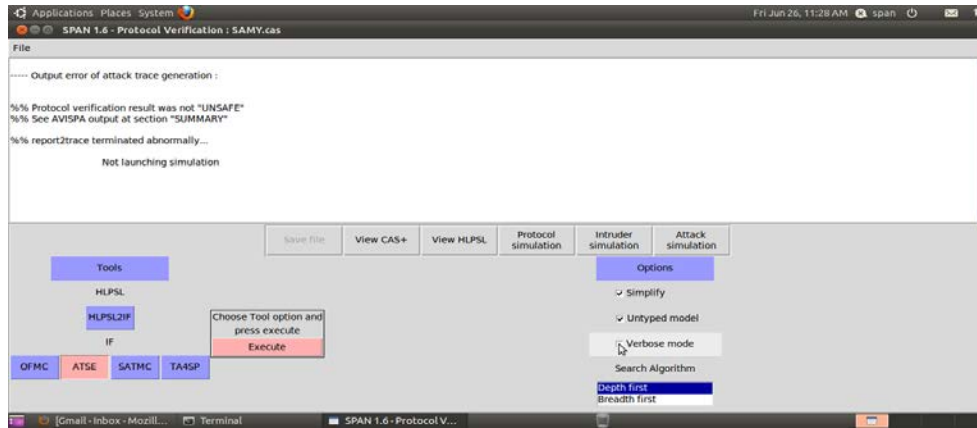 Applications Places System Fri Jun 26, 11:28 AM span
SPAN 1.6 - Protocol Verification : SAMY.cas
File
----- Output error of attack trace generation :
%% Protocol verification result was not "UNSAFE"
%% See AVISPA output at section "SUMMARY"
%% report2trace terminated abnormally...
Not launching simulation
Save file View CAS+ View HLPSL Protocol simulation Intruder simulation Attack simulation
Tools
HLPSL
HLPSL2IF
IF
OFMC ATSE SATMC TA4SP
Choose Tool option and
press execute
Execute
Options
Simplify
Untyped model
Verbose mode
Search Algorithm
Depth first
Breadth first
[Gmail - Inbox - Mozill... Terminal SPAN 1.6 - Protocol V...